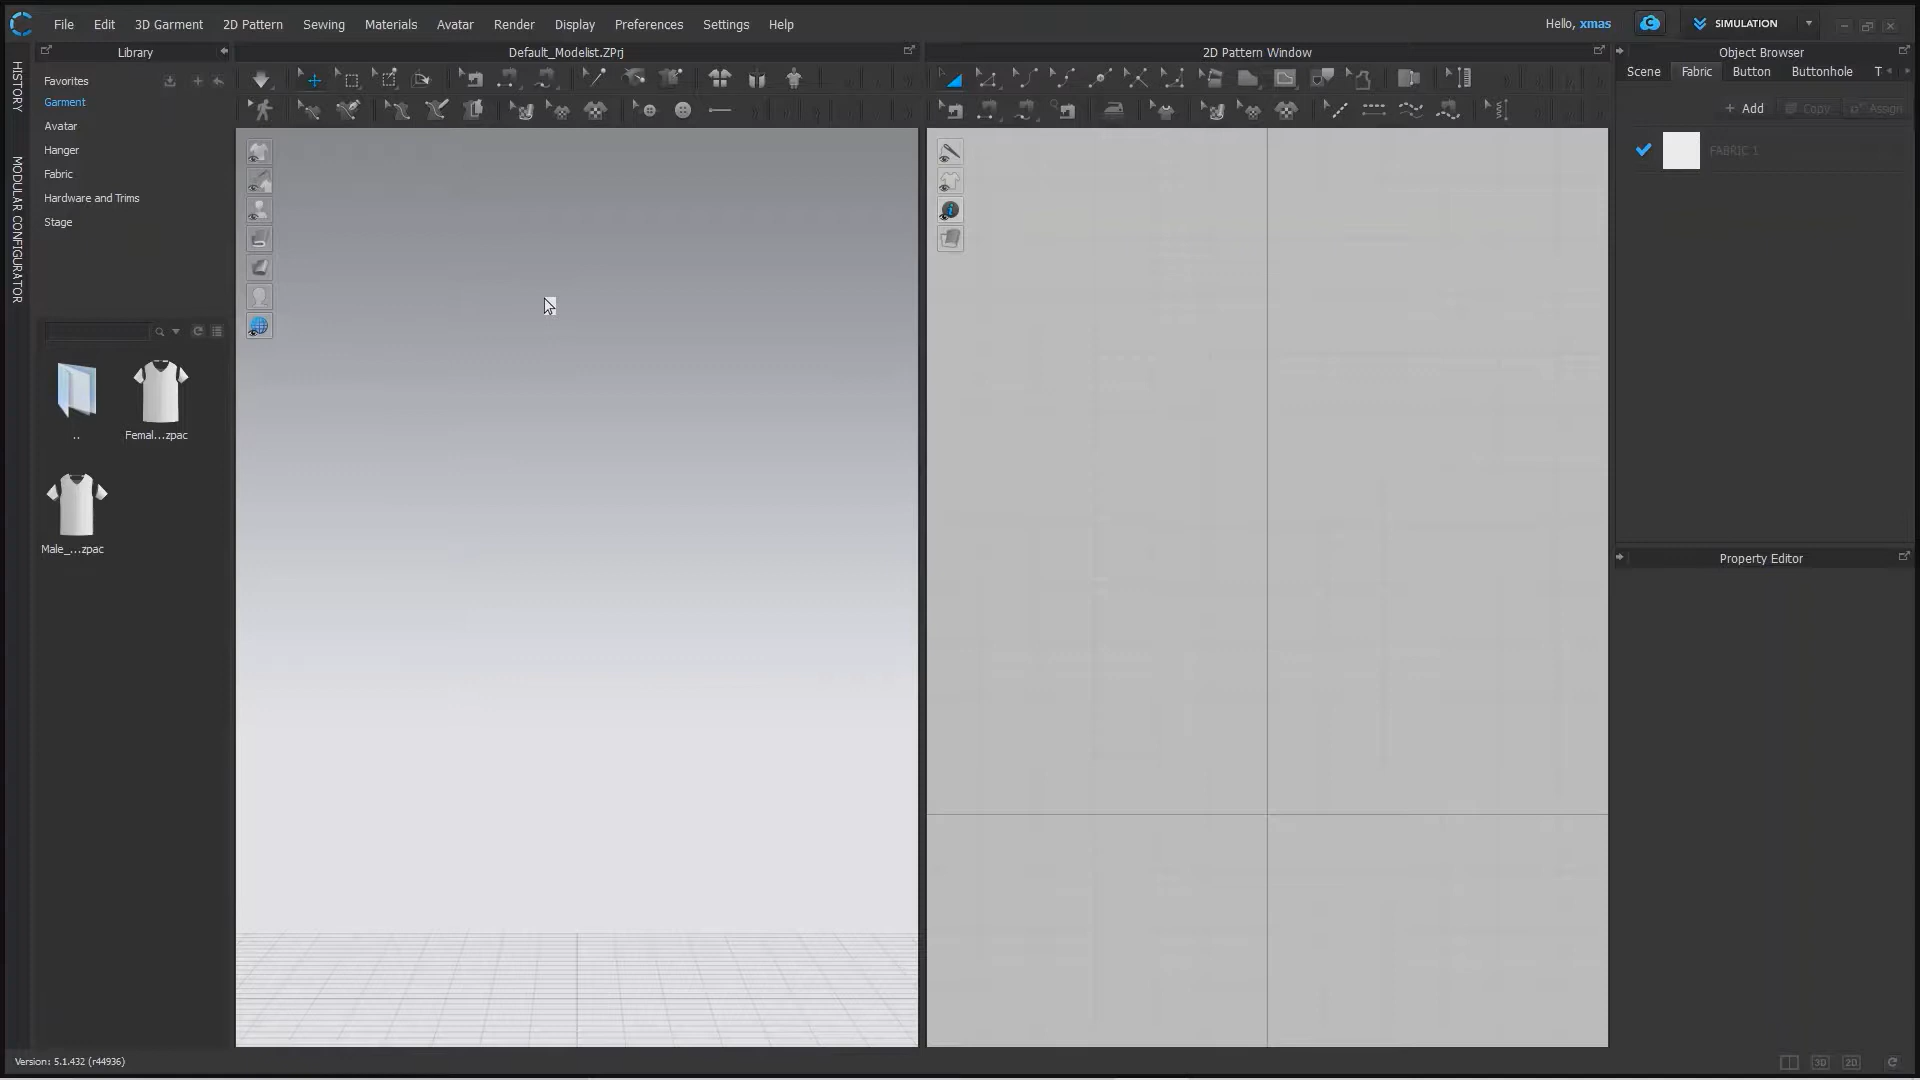 File Edit 3D Garment 2D Pattern Sewing Materials Avatar Render Display Preferences Settings Help
Hello, xmas
SIMULATION
Library
Default_Modelist.ZPrj
2D Pattern Window
Object Browser
HISTORY
MODULAR CONFIGURATOR
Favorites
Garment
Avatar
Hanger
Fabric
Hardware and Trims
Stage
..
Femal...zpac
Male_...zpac
Scene Fabric Button Buttonhole T
+ Add Copy Assign
FABRIC 1
Property Editor
Version: 5.1.432 (r44936)
3D 2D